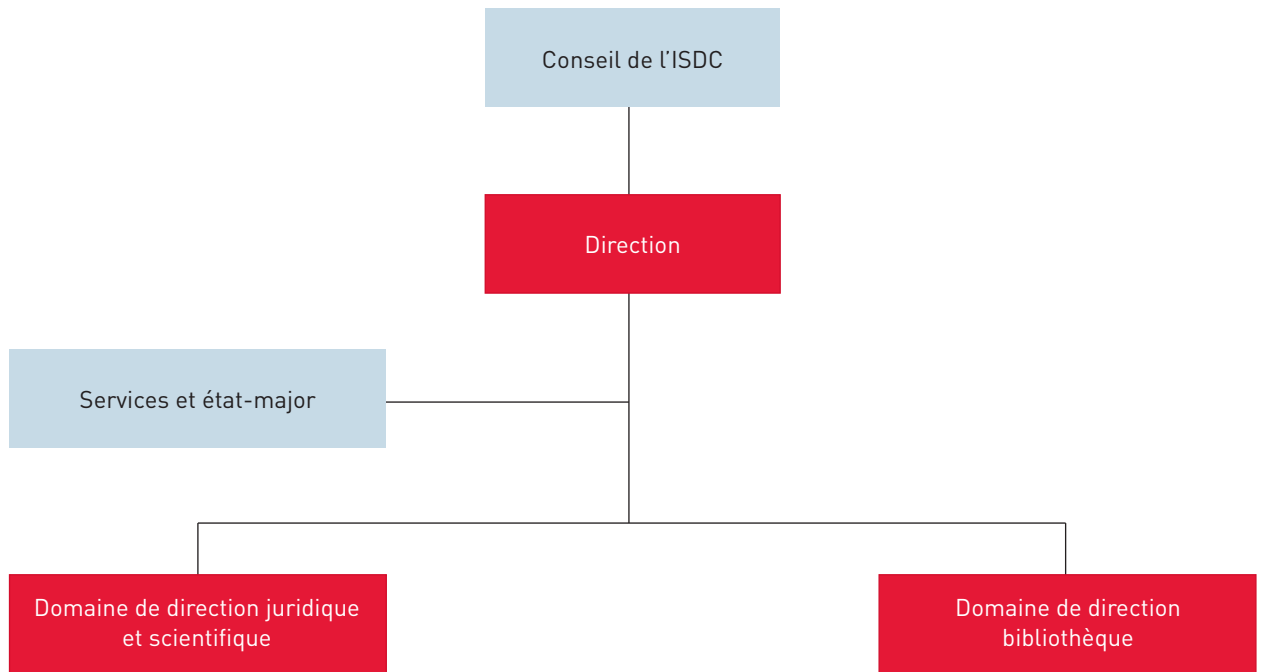 Conseil de l’ISDC
Direction
Services et état-major
Domaine de direction juridique
et scientifique
Domaine de direction
bibliothèque